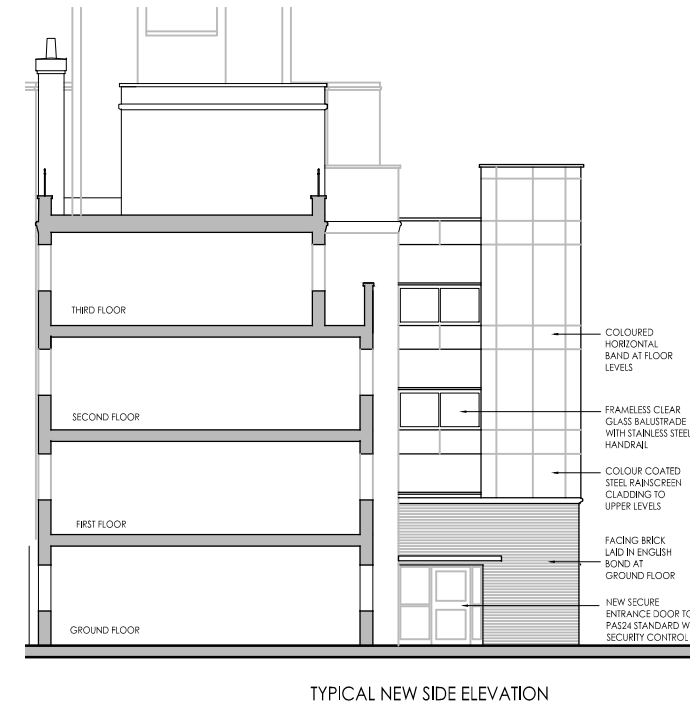 THIRD FLOOR
COLOURED
HORIZONTAL
BAND AT FLOOR
LEVELS
SECOND FLOOR
FRAMELESS CLEAR
GLASS BALUSTRADE
WITH STAINLESS STEEL
HANDRAIL
COLOUR COATED
STEEL RAINSCREEN
CLADDING TO
UPPER LEVELS
FIRST FLOOR
FACING BRICK
LAID IN ENGLISH
BOND AT
GROUND FLOOR
GROUND FLOOR
NEW SECURE
ENTRANCE DOOR TO
PAS24 STANDARD W
SECURITY CONTROL
TYPICAL NEW SIDE ELEVATION